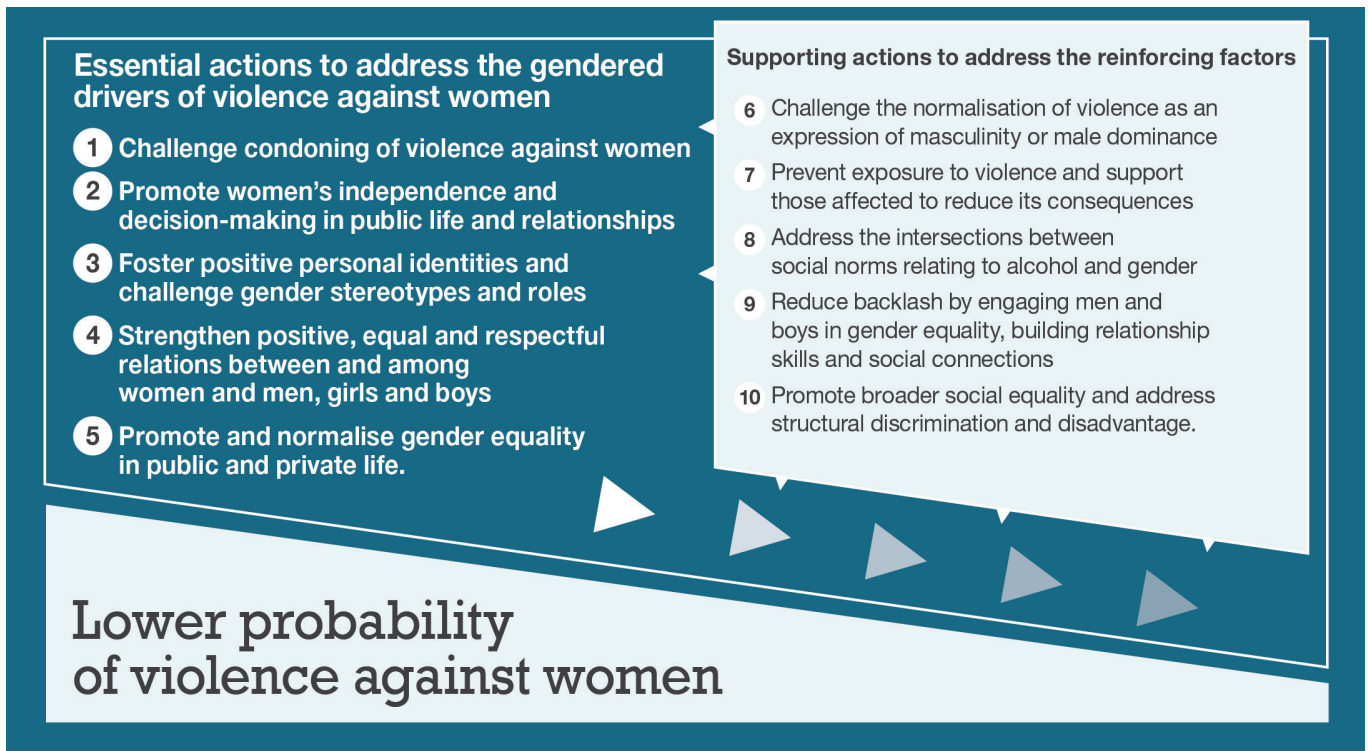 Essential actions to address the gendered
drivers of violence against women
1 Challenge condoning of violence against women
2 Promote women’s independence and
decision-making in public life and relationships
3 Foster positive personal identities and
challenge gender stereotypes and roles
4 Strengthen positive, equal and respectful
relations between and among
women and men, girls and boys
5 Promote and normalise gender equality
in public and private life.
Supporting actions to address the reinforcing factors
6 Challenge the normalisation of violence as an
expression of masculinity or male dominance
7 Prevent exposure to violence and support
those affected to reduce its consequences
8 Address the intersections between
social norms relating to alcohol and gender
9 Reduce backlash by engaging men and
boys in gender equality, building relationship
skills and social connections
10 Promote broader social equality and address
structural discrimination and disadvantage.
Lower probability
of violence against women